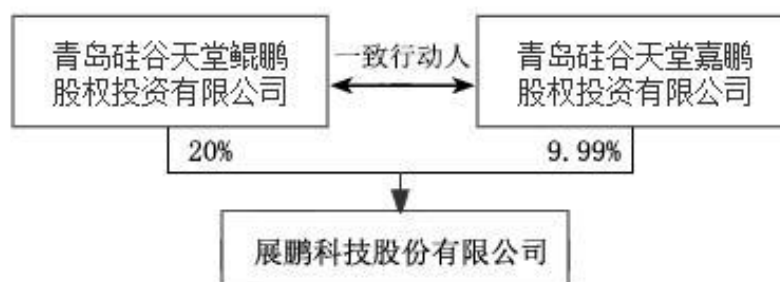 青岛硅谷天堂鲲鹏
股权投资有限公司
一致行动人
青岛硅谷天堂嘉鹏
股权投资有限公司
20%
9.99%
展鹏科技股份有限公司